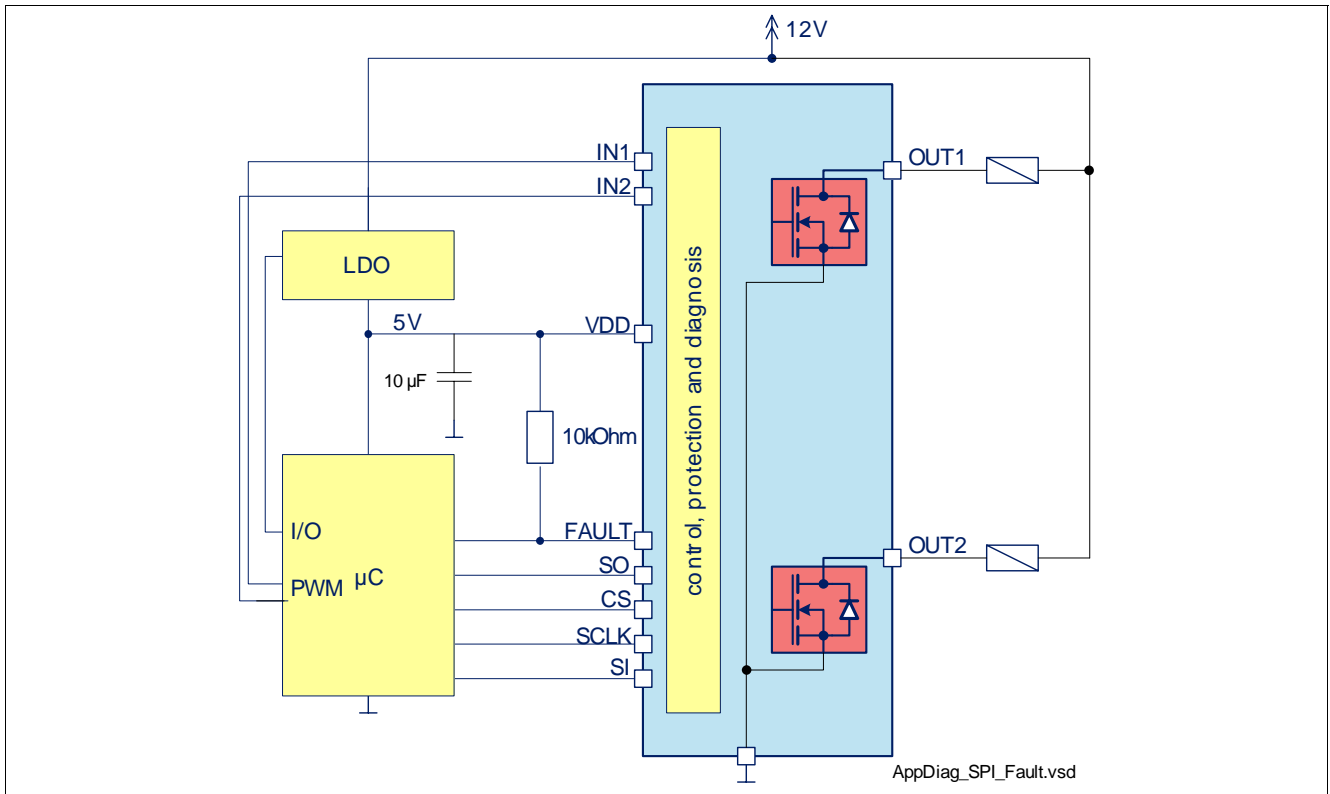 12V
IN1
OUT1
IN2
LDO
control, protection and diagnosis
5V
VDD
10 µF
10kOhm
I/O
FAULT
OUT2
SO
PWM
µC
CS
SCLK
SI
AppDiag_SPI_Fault.vsd